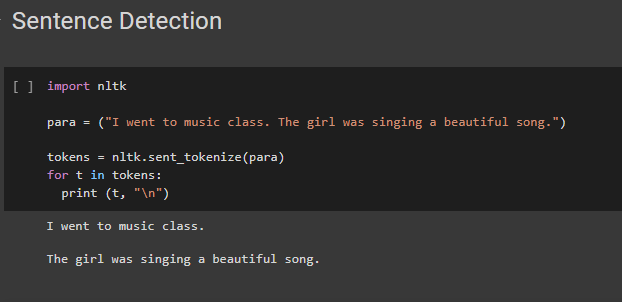 Sentence Detection
[ ] import nltk
para = ("I went to music class. The girl was singing a beautiful song.")
tokens = nltk.sent_tokenize(para)
for t in tokens:
  print (t, "\n")
I went to music class.
The girl was singing a beautiful song.